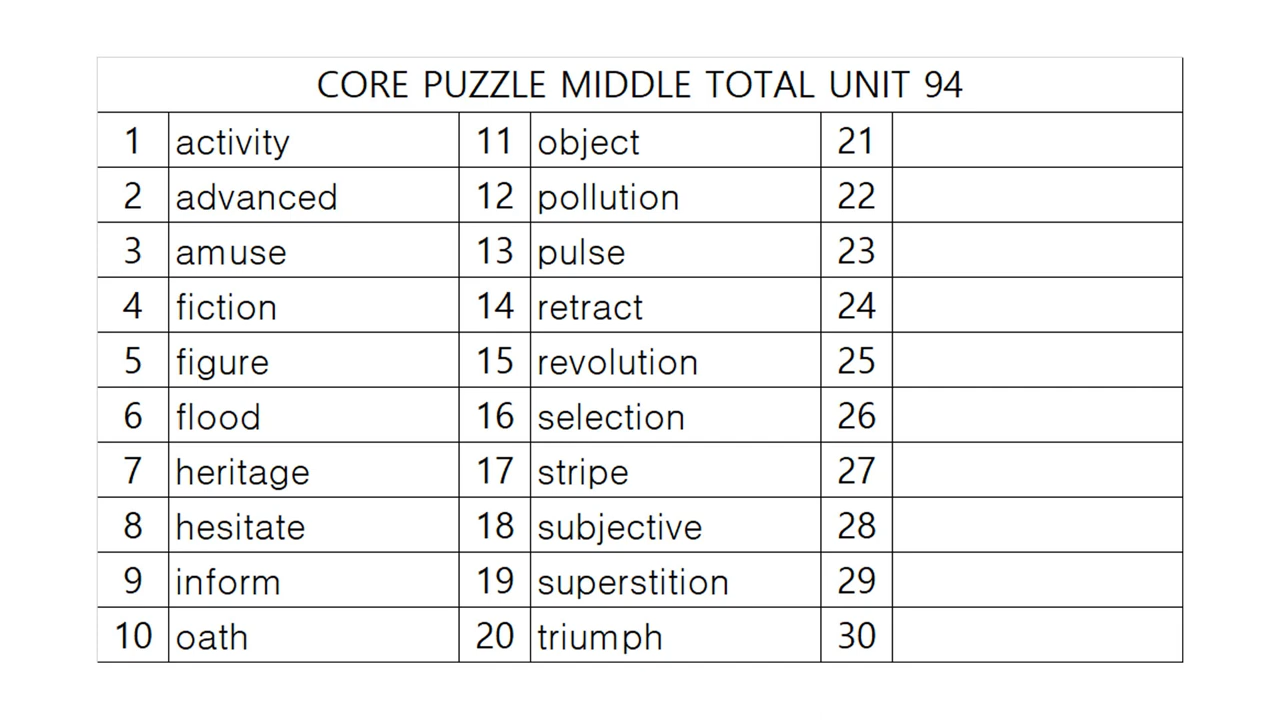 CORE PUZZLE MIDDLE TOTAL UNIT 94
1 activity 11 object 21
2 advanced 12 pollution 22
3 amuse 13 pulse 23
4 fiction 14 retract 24
5 figure 15 revolution 25
6 flood 16 selection 26
7 heritage 17 stripe 27
8 hesitate 18 subjective 28
9 inform 19 superstition 29
10 oath 20 triumph 30